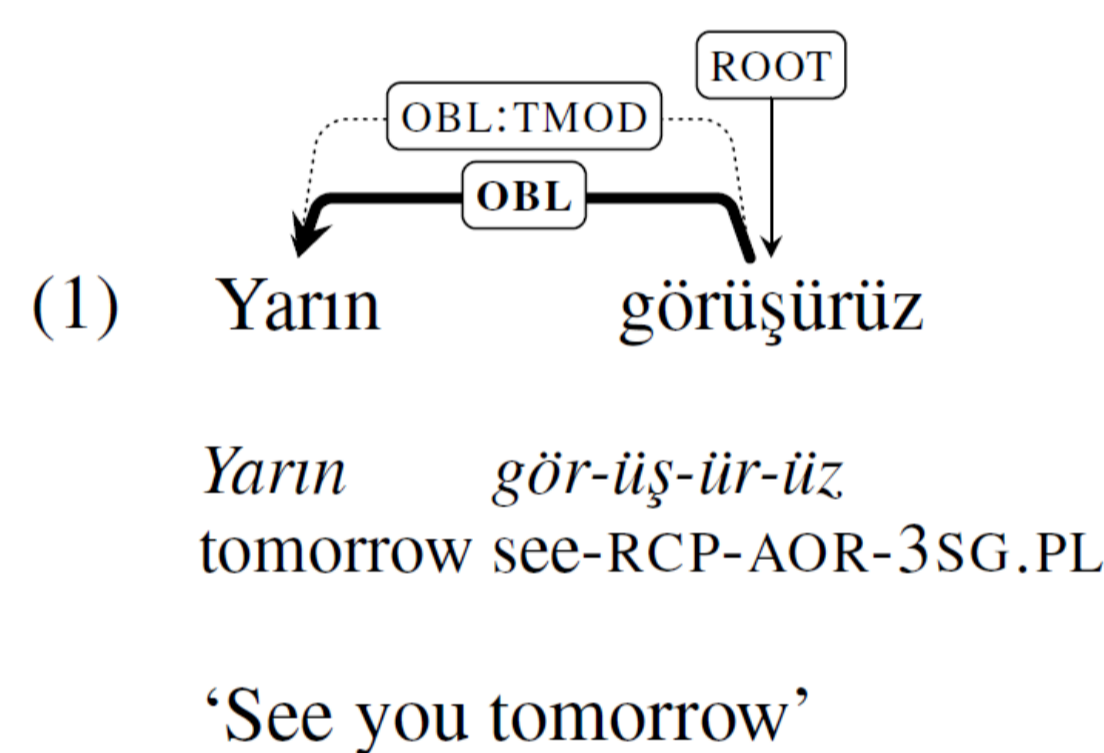 ROOT
OBL:TMOD
OBL
(1) Yarın görüşürüz
Yarın gör-üş-ür-üz
tomorrow see-RCP-AOR-3SG.PL
‘See you tomorrow’